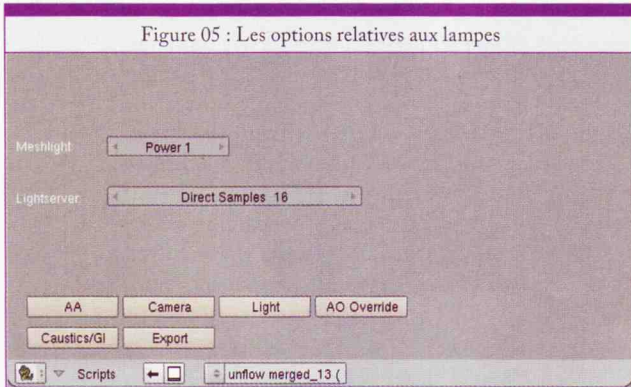 Figure 05 : Les options relatives aux lampes
Meshlight: Power 1
Lightserver: Direct Samples 16
AA Camera Light AO Override
Caustics/GI Export
Scripts unflow merged_13 (